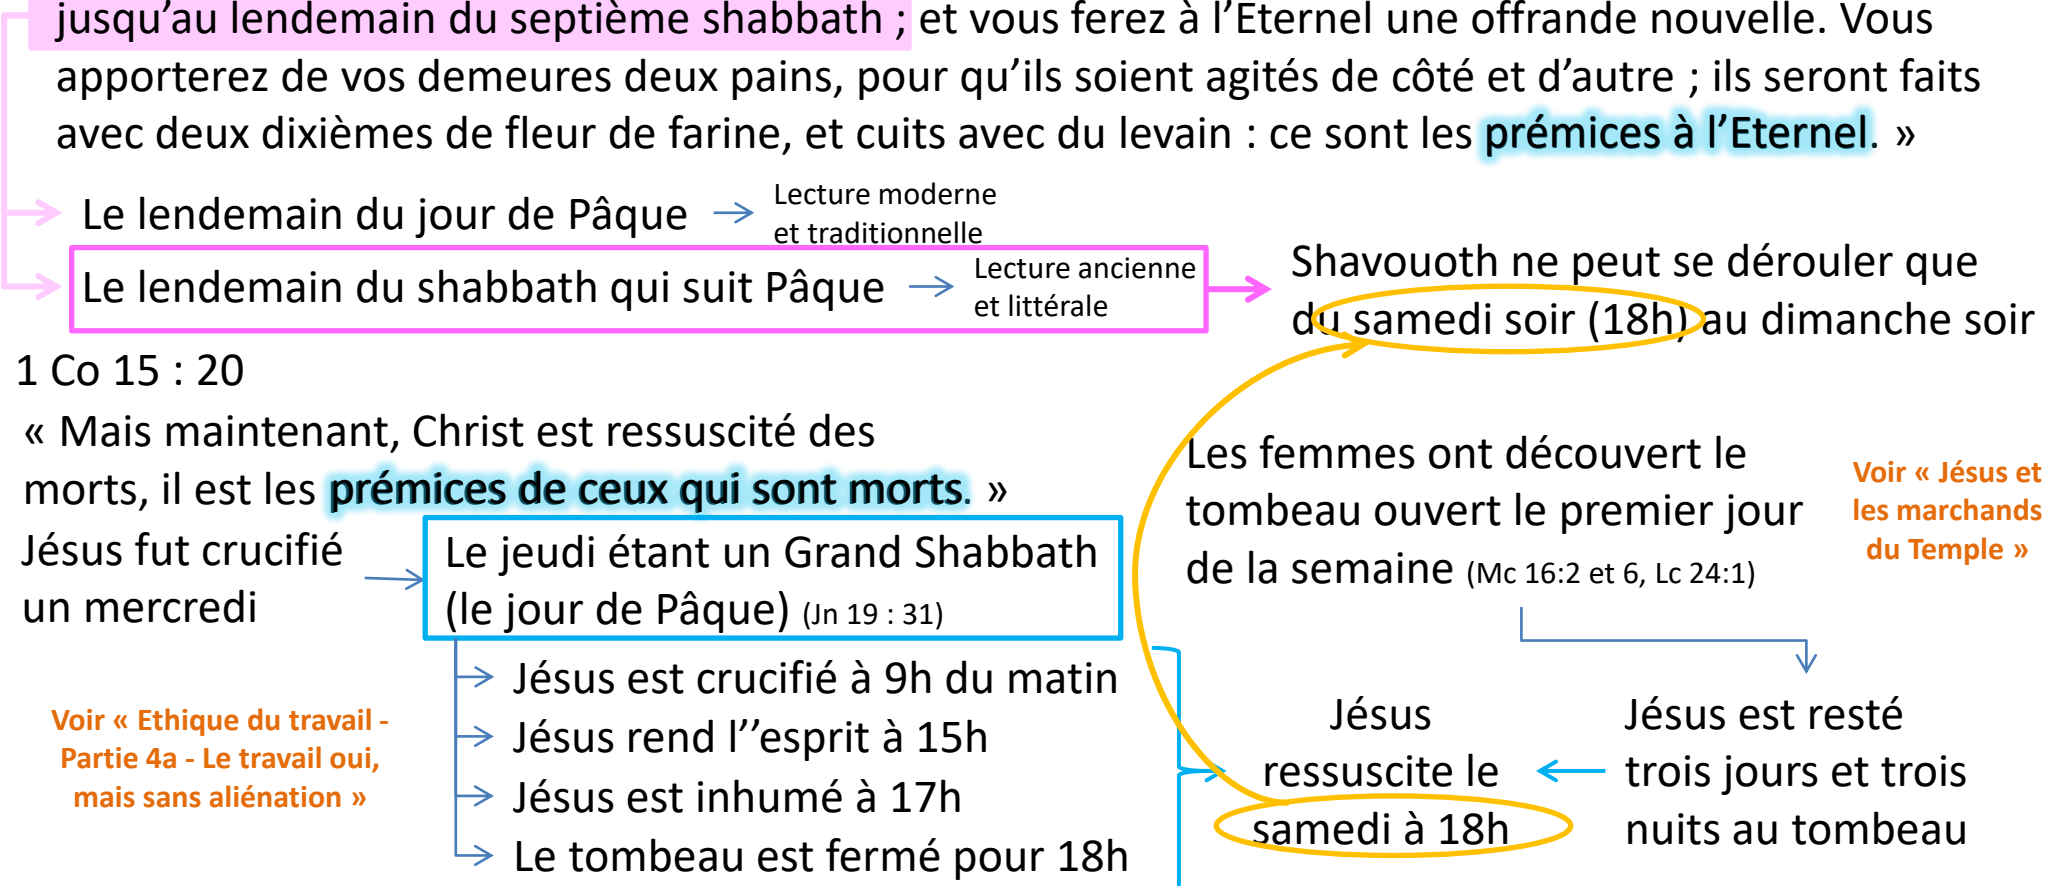 jusqu’au lendemain du septième shabbath ; et vous ferez à l’Eternel une offrande nouvelle. Vous
apporterez de vos demeures deux pains, pour qu’ils soient agités de côté et d’autre ; ils seront faits
avec deux dixièmes de fleur de farine, et cuits avec du levain : ce sont les prémices à l’Eternel. »
Le lendemain du jour de Pâque
Lecture moderne
et traditionnelle
Le lendemain du shabbath qui suit Pâque
Lecture ancienne
et littérale
Shavouoth ne peut se dérouler que
du samedi soir (18h) au dimanche soir
1 Co 15 : 20
« Mais maintenant, Christ est ressuscité des
morts, il est les prémices de ceux qui sont morts. »
Jésus fut crucifié
un mercredi
Le jeudi étant un Grand Shabbath
(le jour de Pâque) (Jn 19 : 31)
Les femmes ont découvert le
tombeau ouvert le premier jour
de la semaine (Mc 16:2 et 6, Lc 24:1)
Voir « Jésus et
les marchands
du Temple »
Voir « Ethique du travail -
Partie 4a - Le travail oui,
mais sans aliénation »
Jésus est crucifié à 9h du matin
Jésus rend l’’esprit à 15h
Jésus est inhumé à 17h
Le tombeau est fermé pour 18h
Jésus
ressuscite le
samedi à 18h
Jésus est resté
trois jours et trois
nuits au tombeau